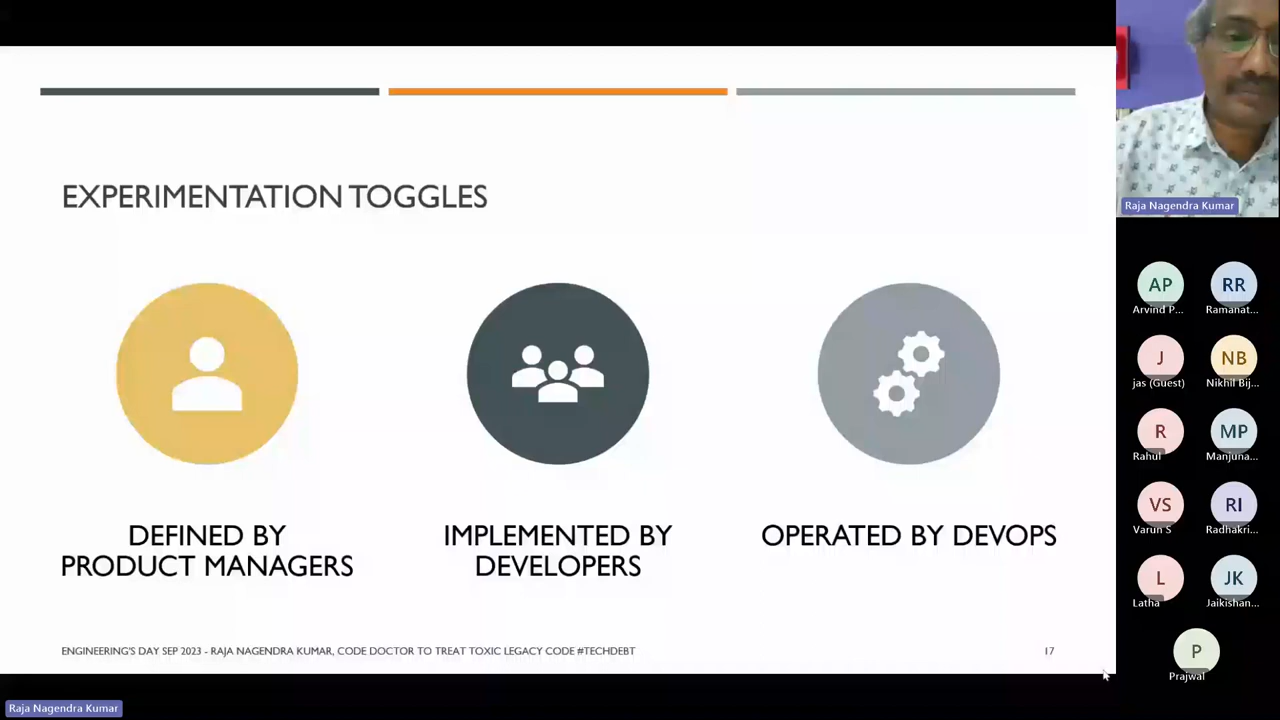 EXPERIMENTATION TOGGLES
DEFINED BY
PRODUCT MANAGERS
IMPLEMENTED BY
DEVELOPERS
OPERATED BY DEVOPS
ENGINEERING'S DAY SEP 2023 - RAJA NAGENDRA KUMAR, CODE DOCTOR TO TREAT TOXIC LEGACY CODE #TECHDEBT
17
Raja Nagendra Kumar
AP
Arvind P...
RR
Ramanat...
J
jas (Guest)
NB
Nikhil Bij...
R
Rahul
MP
Manjuna...
VS
Varun S
RI
Radhakri...
L
Latha
JK
Jaikishan...
P
Prajwal
Raja Nagendra Kumar